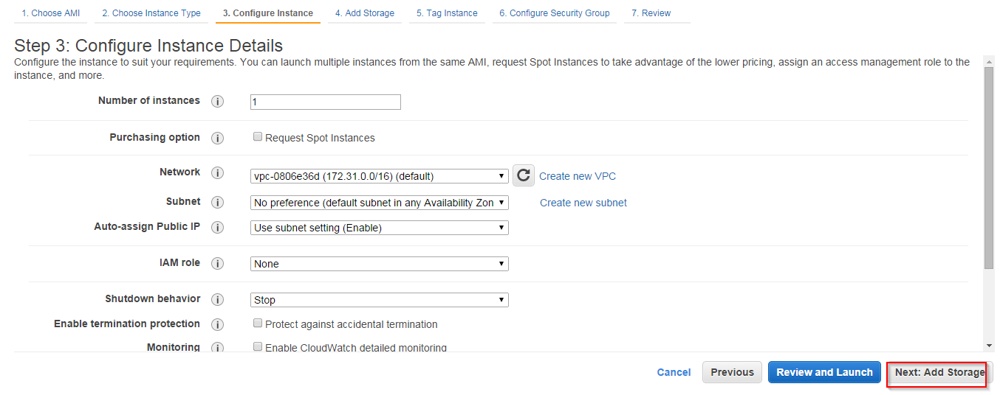 1. Choose AMI 2. Choose Instance Type 3. Configure Instance 4. Add Storage 5. Tag Instance 6. Configure Security Group 7. Review
Step 3: Configure Instance Details
Configure the instance to suit your requirements. You can launch multiple instances from the same AMI, request Spot Instances to take advantage of the lower pricing, assign an access management role to the
instance, and more.
Number of instances i 1
Purchasing option i Request Spot Instances
Network i vpc-0806e36d (172.31.0.0/16) (default) Create new VPC
Subnet i No preference (default subnet in any Availability Zon Create new subnet
Auto-assign Public IP i Use subnet setting (Enable)
IAM role i None
Shutdown behavior i Stop
Enable termination protection i Protect against accidental termination
Monitoring i Enable CloudWatch detailed monitoring
Cancel Previous Review and Launch Next: Add Storage